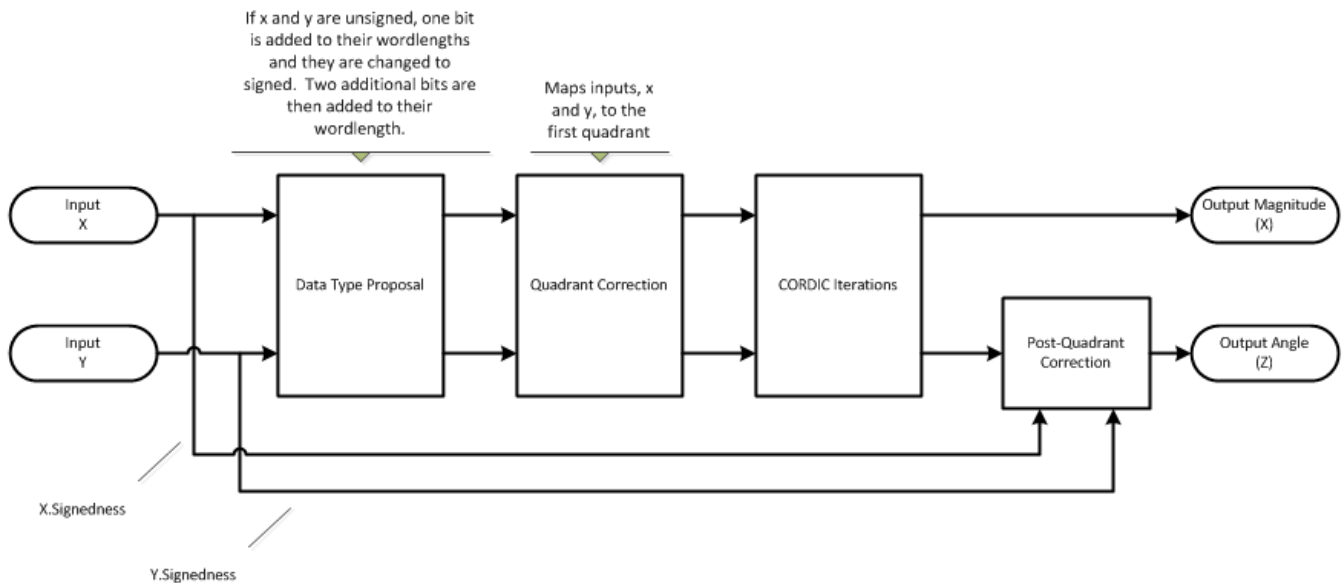 If x and y are unsigned, one bit
is added to their wordlengths
and they are changed to
signed. Two additional bits are
then added to their
wordlength.
Maps inputs, x
and y, to the
first quadrant
Input
X
Data Type Proposal
Quadrant Correction
CORDIC Iterations
Output Magnitude
(X)
Input
Y
Post-Quadrant
Correction
Output Angle
(Z)
X.Signedness
Y.Signedness